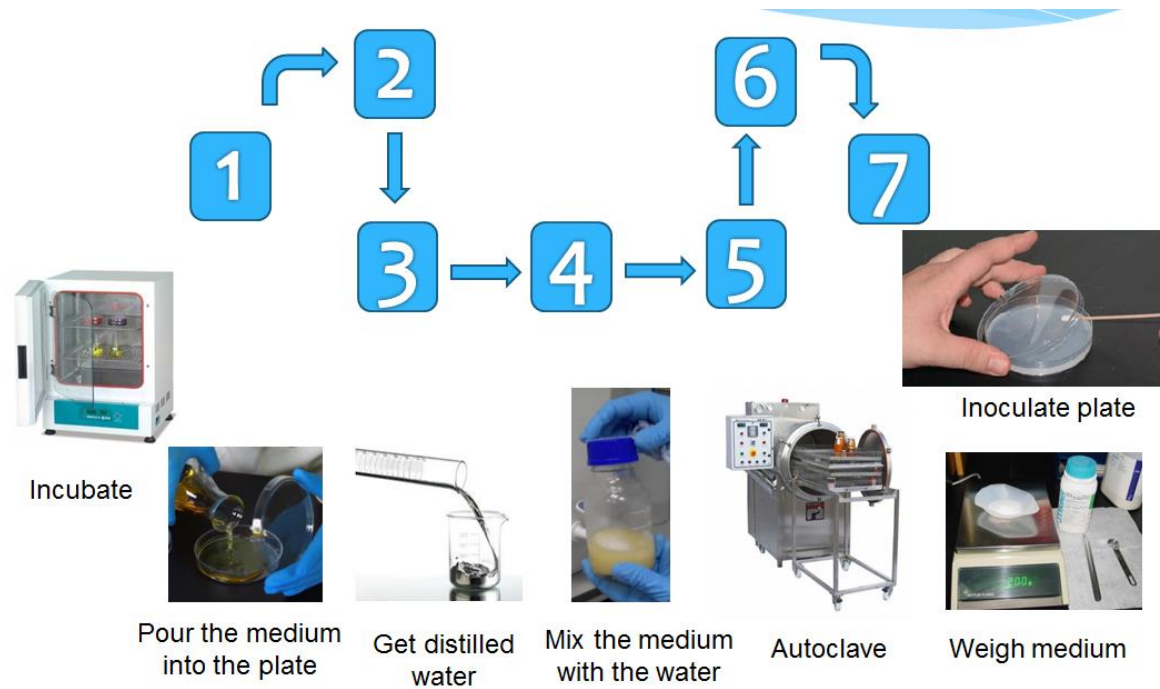 1
2
3
4
5
6
7
Inoculate plate
Incubate
Pour the medium
into the plate
Get distilled
water
Mix the medium
with the water
Autoclave
Weigh medium